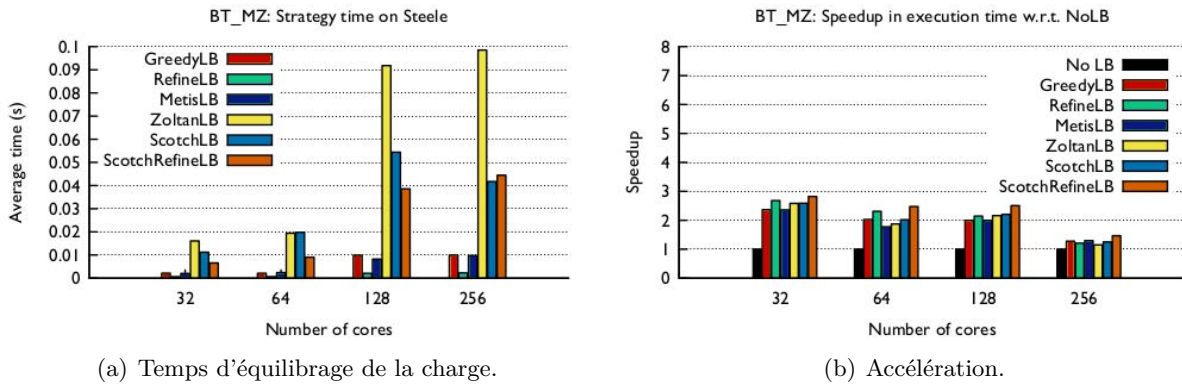 BT_MZ: Strategy time on Steele
0.1
0.09
0.08
0.07
0.06
0.05
0.04
0.03
0.02
0.01
0
Average time (s)
GreedyLB
RefineLB
MetisLB
ZoltanLB
ScotchLB
ScotchRefineLB
32 64 128 256
Number of cores
(a) Temps d'équilibrage de la charge.
BT_MZ: Speedup in execution time w.r.t. NoLB
8
7
6
5
4
3
2
1
0
Speedup
No LB
GreedyLB
RefineLB
MetisLB
ZoltanLB
ScotchLB
ScotchRefineLB
32 64 128 256
Number of cores
(b) Accélération.